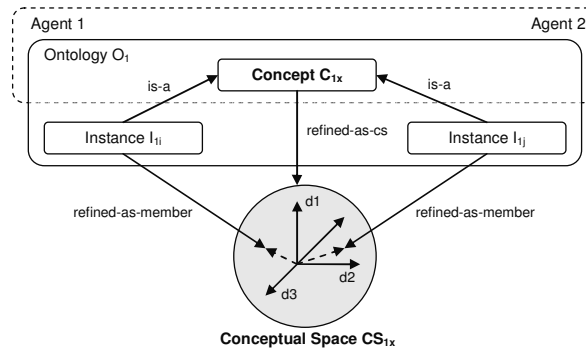 Agent 1
Agent 2
Ontology O1
Concept C1x
is-a
is-a
refined-as-cs
Instance I1i
Instance I1j
refined-as-member
refined-as-member
d1
d2
d3
Conceptual Space CS1x